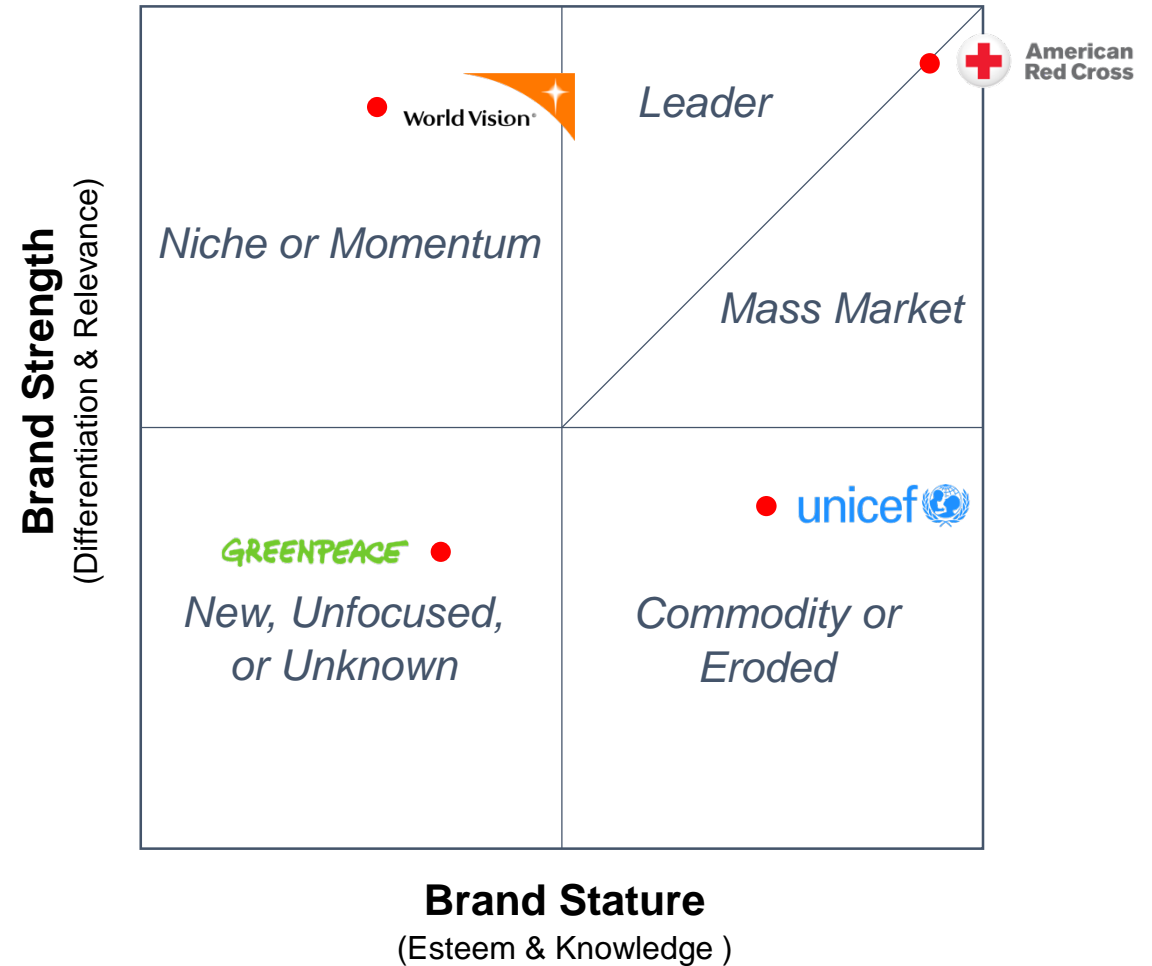 American
Red Cross
Leader
World Vision®
Niche or Momentum
Mass Market
Brand Strength
(Differentiation & Relevance)
unicef
GREENPEACE
New, Unfocused,
or Unknown
Commodity or
Eroded
Brand Stature
(Esteem & Knowledge )